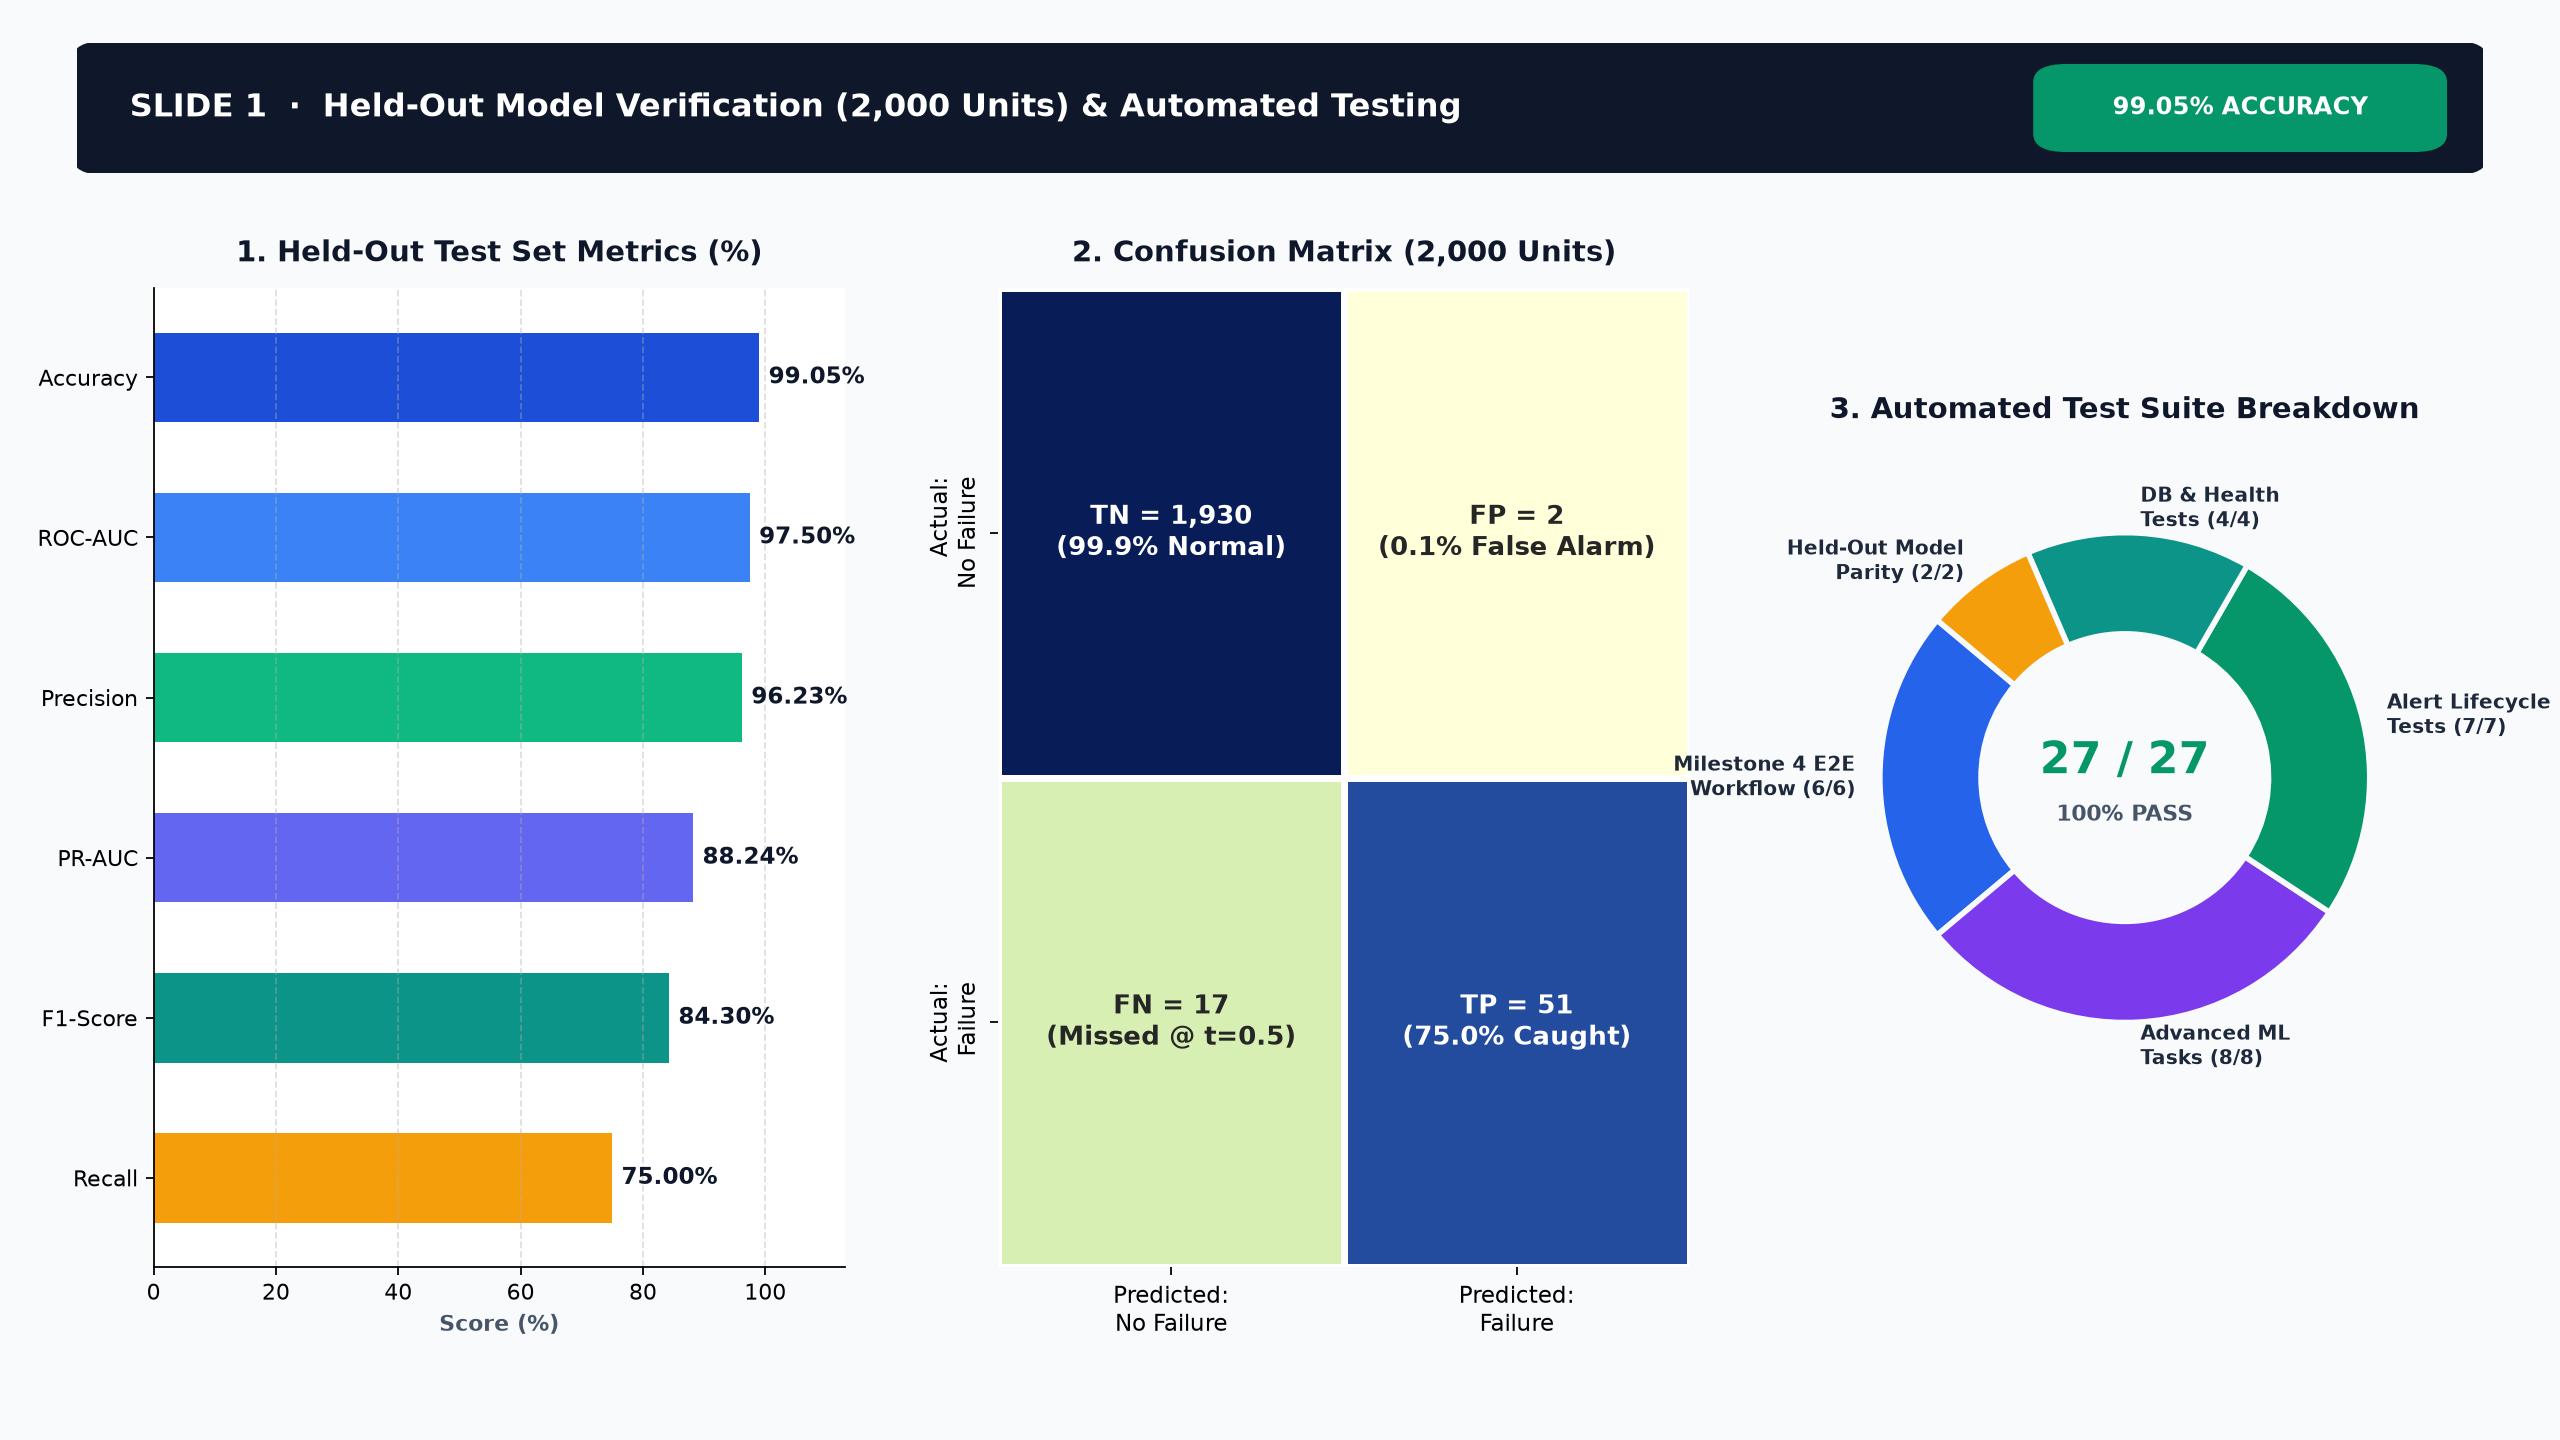 SLIDE 1 · Held-Out Model Verification (2,000 Units) & Automated Testing
99.05% ACCURACY
1. Held-Out Test Set Metrics (%)
Accuracy
99.05%
ROC-AUC
97.50%
Precision
96.23%
PR-AUC
88.24%
F1-Score
84.30%
Recall
75.00%
0
20
40
60
80
100
Score (%)
2. Confusion Matrix (2,000 Units)
Actual:
No Failure
TN = 1,930
(99.9% Normal)
FP = 2
(0.1% False Alarm)
Actual:
Failure
FN = 17
(Missed @ t=0.5)
TP = 51
(75.0% Caught)
Predicted:
No Failure
Predicted:
Failure
3. Automated Test Suite Breakdown
DB & Health
Tests (4/4)
Held-Out Model
Parity (2/2)
Alert Lifecycle
Tests (7/7)
Milestone 4 E2E
Workflow (6/6)
27 / 27
100% PASS
Advanced ML
Tasks (8/8)